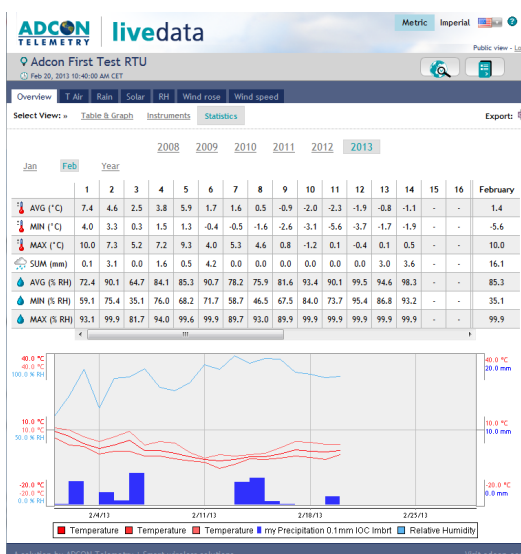 ADCON
TELEMETRY
livedata
Metric Imperial
Public view - Lo
Adcon First Test RTU
Feb 20, 2013 10:40:00 AM CET
Overview T Air Rain Solar RH Wind rose Wind speed
Select View: » Table & Graph Instruments Statistics Export:
2008 2009 2010 2011 2012 2013
Jan Feb Year
1 2 3 4 5 6 7 8 9 10 11 12 13 14 15 16 February
AVG (°C) 7.4 4.6 2.5 3.8 5.9 1.7 1.6 0.5 -0.9 -2.0 -2.3 -1.9 -0.8 -1.1 - - 1.4
MIN (°C) 4.0 3.3 0.3 1.5 1.3 -0.4 -0.5 -1.6 -2.6 -3.1 -5.6 -3.7 -1.7 -1.9 - - -5.6
MAX (°C) 10.0 7.3 5.2 7.2 9.3 4.0 5.3 4.6 0.8 -1.2 0.1 -0.4 0.1 0.5 - - 10.0
SUM (mm) 0.1 3.1 0.0 1.6 0.5 4.2 0.0 0.0 0.0 0.0 0.0 0.0 3.0 3.6 - - 16.1
AVG (% RH) 72.4 90.1 64.7 84.1 85.3 90.7 78.2 75.9 81.6 93.4 90.1 99.5 94.6 98.3 - - 85.3
MIN (% RH) 59.1 75.4 35.1 76.0 68.2 71.7 58.7 46.5 67.5 84.0 73.7 95.4 86.8 93.2 - - 35.1
MAX (% RH) 93.1 99.9 81.7 94.0 99.6 99.9 89.7 93.0 89.9 99.9 99.9 99.9 99.9 99.9 - - 99.9
40.0 °C 40.0 °C
40.0 °C 20.0 mm
100.0 % RH
10.0 °C 10.0 °C
10.0 °C 10.0 mm
50.0 % RH
-20.0 °C -20.0 °C
-20.0 °C 0.0 mm
0.0 % RH
2/4/13 2/11/13 2/18/13 2/25/13
Temperature Temperature Temperature my Precipitation 0.1mm IOC Imbrt Relative Humidity